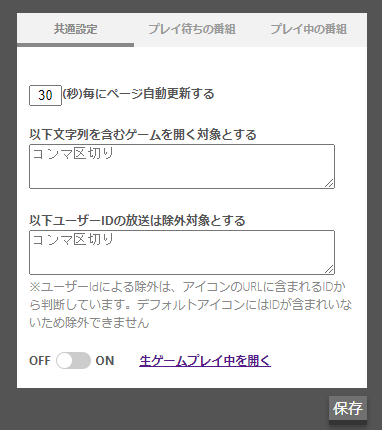 共通設定 プレイ待ちの番組 プレイ中の番組
30 (秒)毎にページ自動更新する
以下文字列を含むゲームを開く対象とする
コンマ区切り
以下ユーザーIDの放送は除外対象とする
コンマ区切り
※ユーザーIdによる除外は、アイコンのURLに含まれるIDか
ら判断しています。デフォルトアイコンにはIDが含まれいな
いため除外できません
OFF ON 生ゲームプレイ中を開く
保存